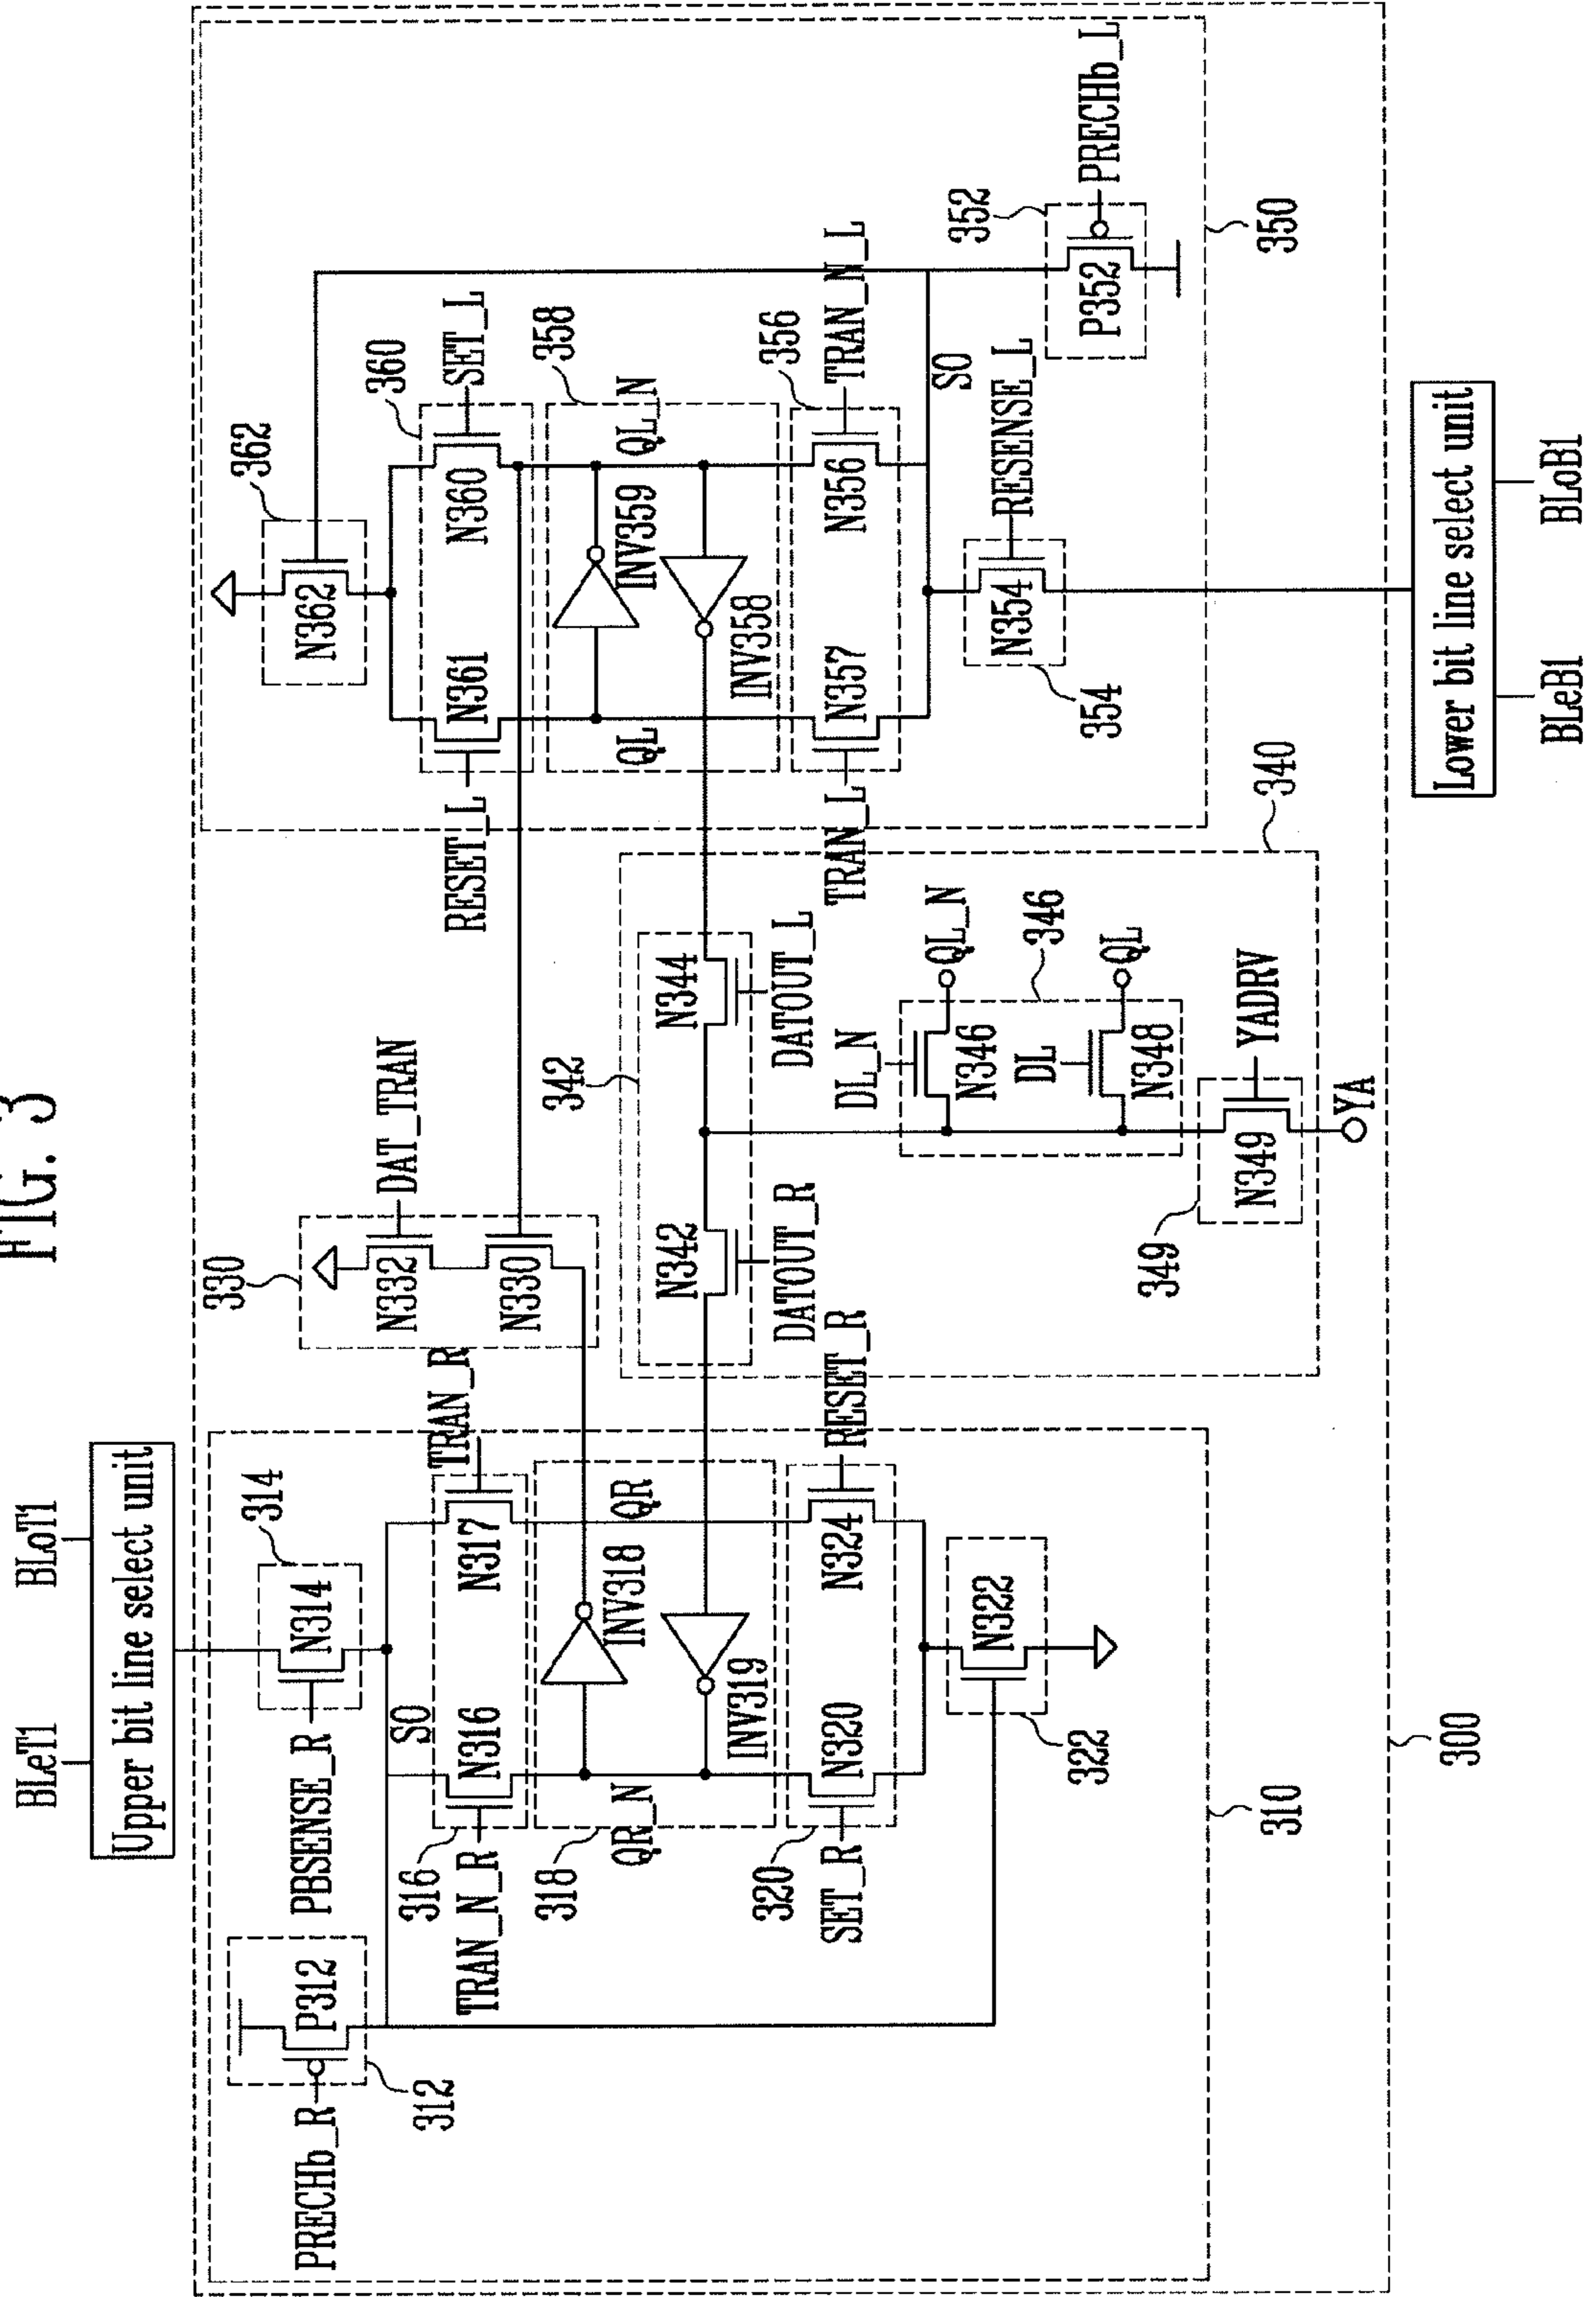 FIG. 3
BLeT1
BLoT1
Upper bit line select unit
PRECHb_R
P312
312
PBSENSE_R
N314
314
SO
TRAN_N_R
N316
316
N317
TRAN_R
318
QR_N
INV318
INV319
QR
320
SET_R
N320
N324
RESET_R
N322
322
310
300
330
N332
DAT_TRAN
N330
342
N342
DATOUT_R
N344
DATOUT_L
DL_N
N346
QL_N
346
DL
N348
QL
349
N349
YADRV
YA
340
362
N362
360
RESET_L
N361
N360
SET_L
358
QL
QL_N
INV359
INV358
356
TRAN_L
N357
N356
TRAN_N_L
SO
354
N354
RESENSE_L
352
P352
PRECHb_L
350
Lower bit line select unit
BLeB1
BLoB1